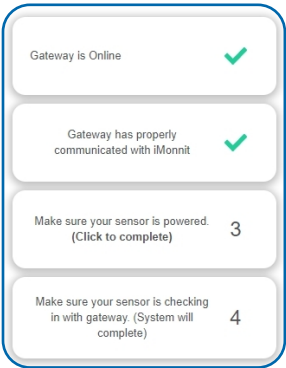 Gateway is Online
Gateway has properly
communicated with iMonnit
Make sure your sensor is powered.
(Click to complete)
3
Make sure your sensor is checking
in with gateway. (System will
complete)
4